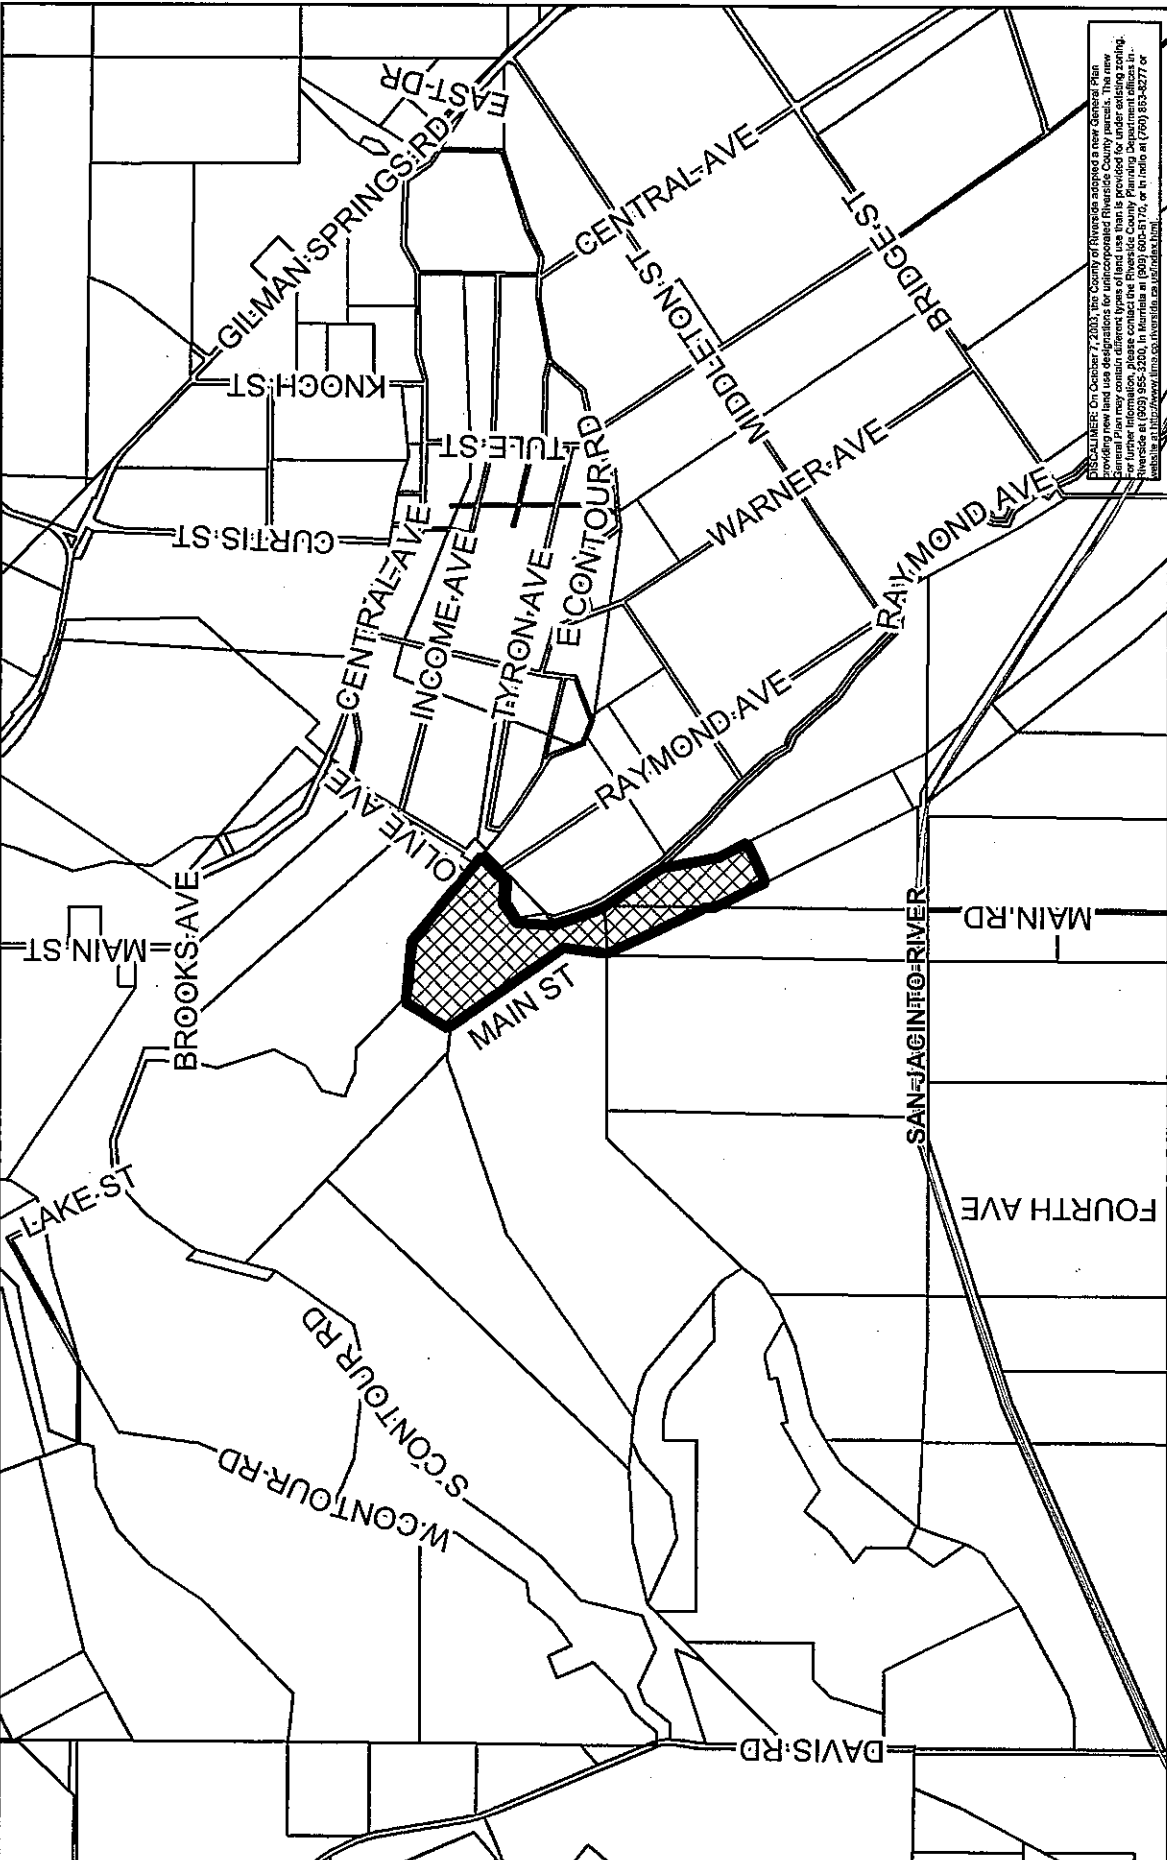 EAST DR
GILMAN SPRINGS RD
KNOCH ST
CENTRAL AVE
MIDDLETON ST
BRIDGE ST
TULE ST
CURTIS ST
CENTRAL AVE
INCOME AVE
TYRON AVE
E CONTOUR RD
WARNER AVE
RAYMOND AVE
RAYMOND AVE
OLIVE AVE
MAIN ST
BROOKS AVE
MAIN ST
MAIN RD
SAN JACINTO RIVER
LAKE ST
FOURTH AVE
S CONTOUR RD
W CONTOUR RD
DAVIS RD
DISCALIMER: On October 7, 2003, the County of Riverside adopted a new General Plan
providing new land use designations for unincorporated Riverside County parcels. The new
General Plan may contain different types of land use than is provided for under existing zoning.
For further information, please contact the Riverside County Planning Department offices in
Riverside at (909) 955-3200, in Murrieta at (909) 600-6170, or in Indio at (760) 863-8277 or
website at http://www.tlma.co.riverside.ca.us/index.html.